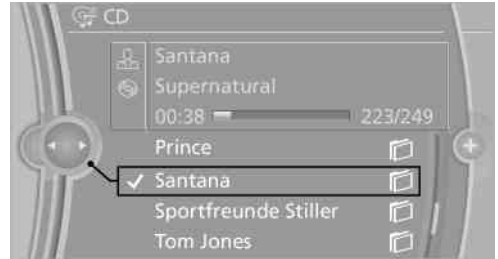 CD
Santana
Supernatural
00:38 223/249
Prince
Santana
Sportfreunde Stiller
Tom Jones